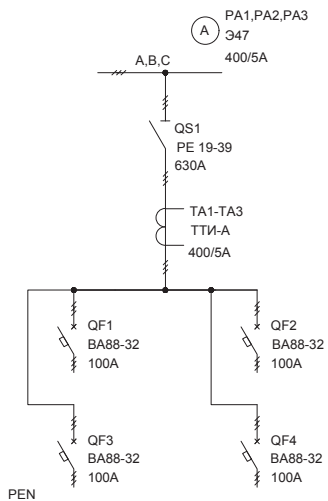 PA1,PA2,PA3
A
Э47
400/5A
A,B,C
QS1
PE 19-39
630A
TA1-TA3
ТТИ-А
400/5A
QF1
BA88-32
100A
QF2
BA88-32
100A
QF3
BA88-32
100A
QF4
BA88-32
100A
PEN